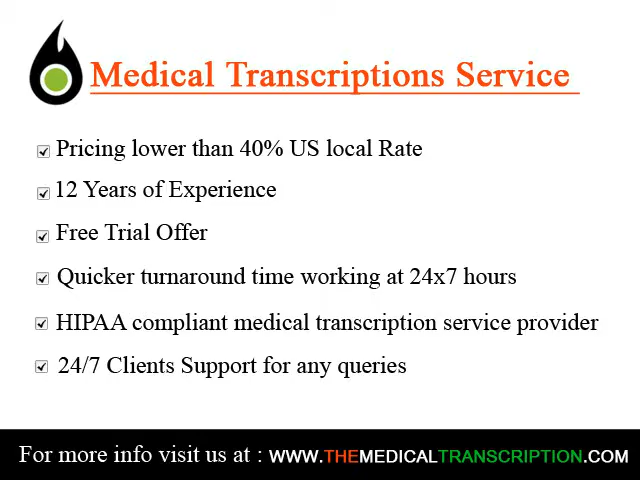 Medical Transcriptions Service
Pricing lower than 40% US local Rate
12 Years of Experience
Free Trial Offer
Quicker turnaround time working at 24x7 hours
HIPAA compliant medical transcription service provider
24/7 Clients Support for any queries
For more info visit us at : WWW.THEMEDICALTRANSCRIPTION.COM